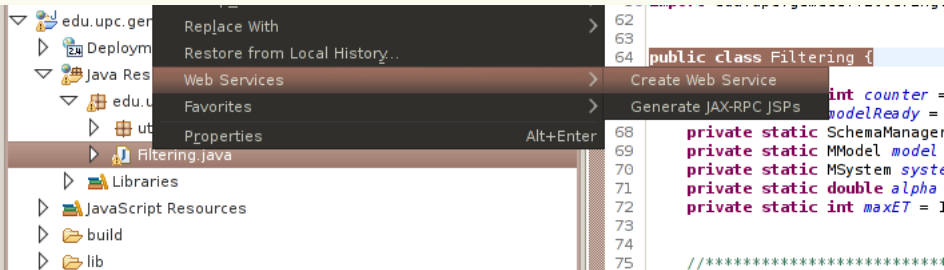 edu.upc.ger
Deploym
Java Res
edu.u
ut
Filtering.java
Libraries
JavaScript Resources
build
lib
Replace With
Restore from Local History...
Web Services
Favorites
Properties Alt+Enter
Create Web Service
Generate JAX-RPC JSPs
62
63
64 public class Filtering {
int counter =
modelReady =
68 private static SchemaManager
69 private static MModel model
70 private static MSystem syste
71 private static double alpha
72 private static int maxET = 1
73
74
75 //*************************